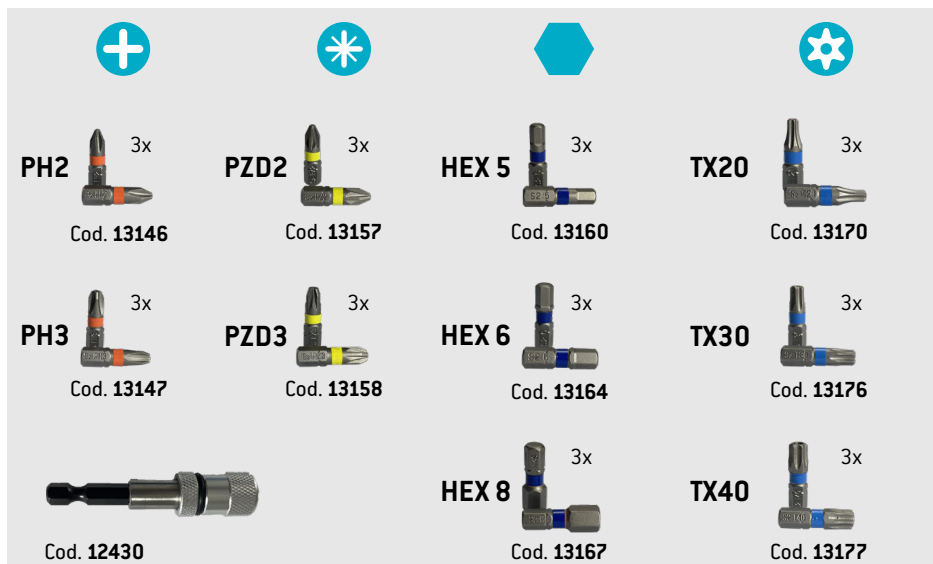 PH2 3x
Cod. 13146
PZD2 3x
Cod. 13157
HEX 5 3x
Cod. 13160
TX20 3x
Cod. 13170
PH3 3x
Cod. 13147
PZD3 3x
Cod. 13158
HEX 6 3x
Cod. 13164
TX30 3x
Cod. 13176
Cod. 12430
HEX 8 3x
Cod. 13167
TX40 3x
Cod. 13177